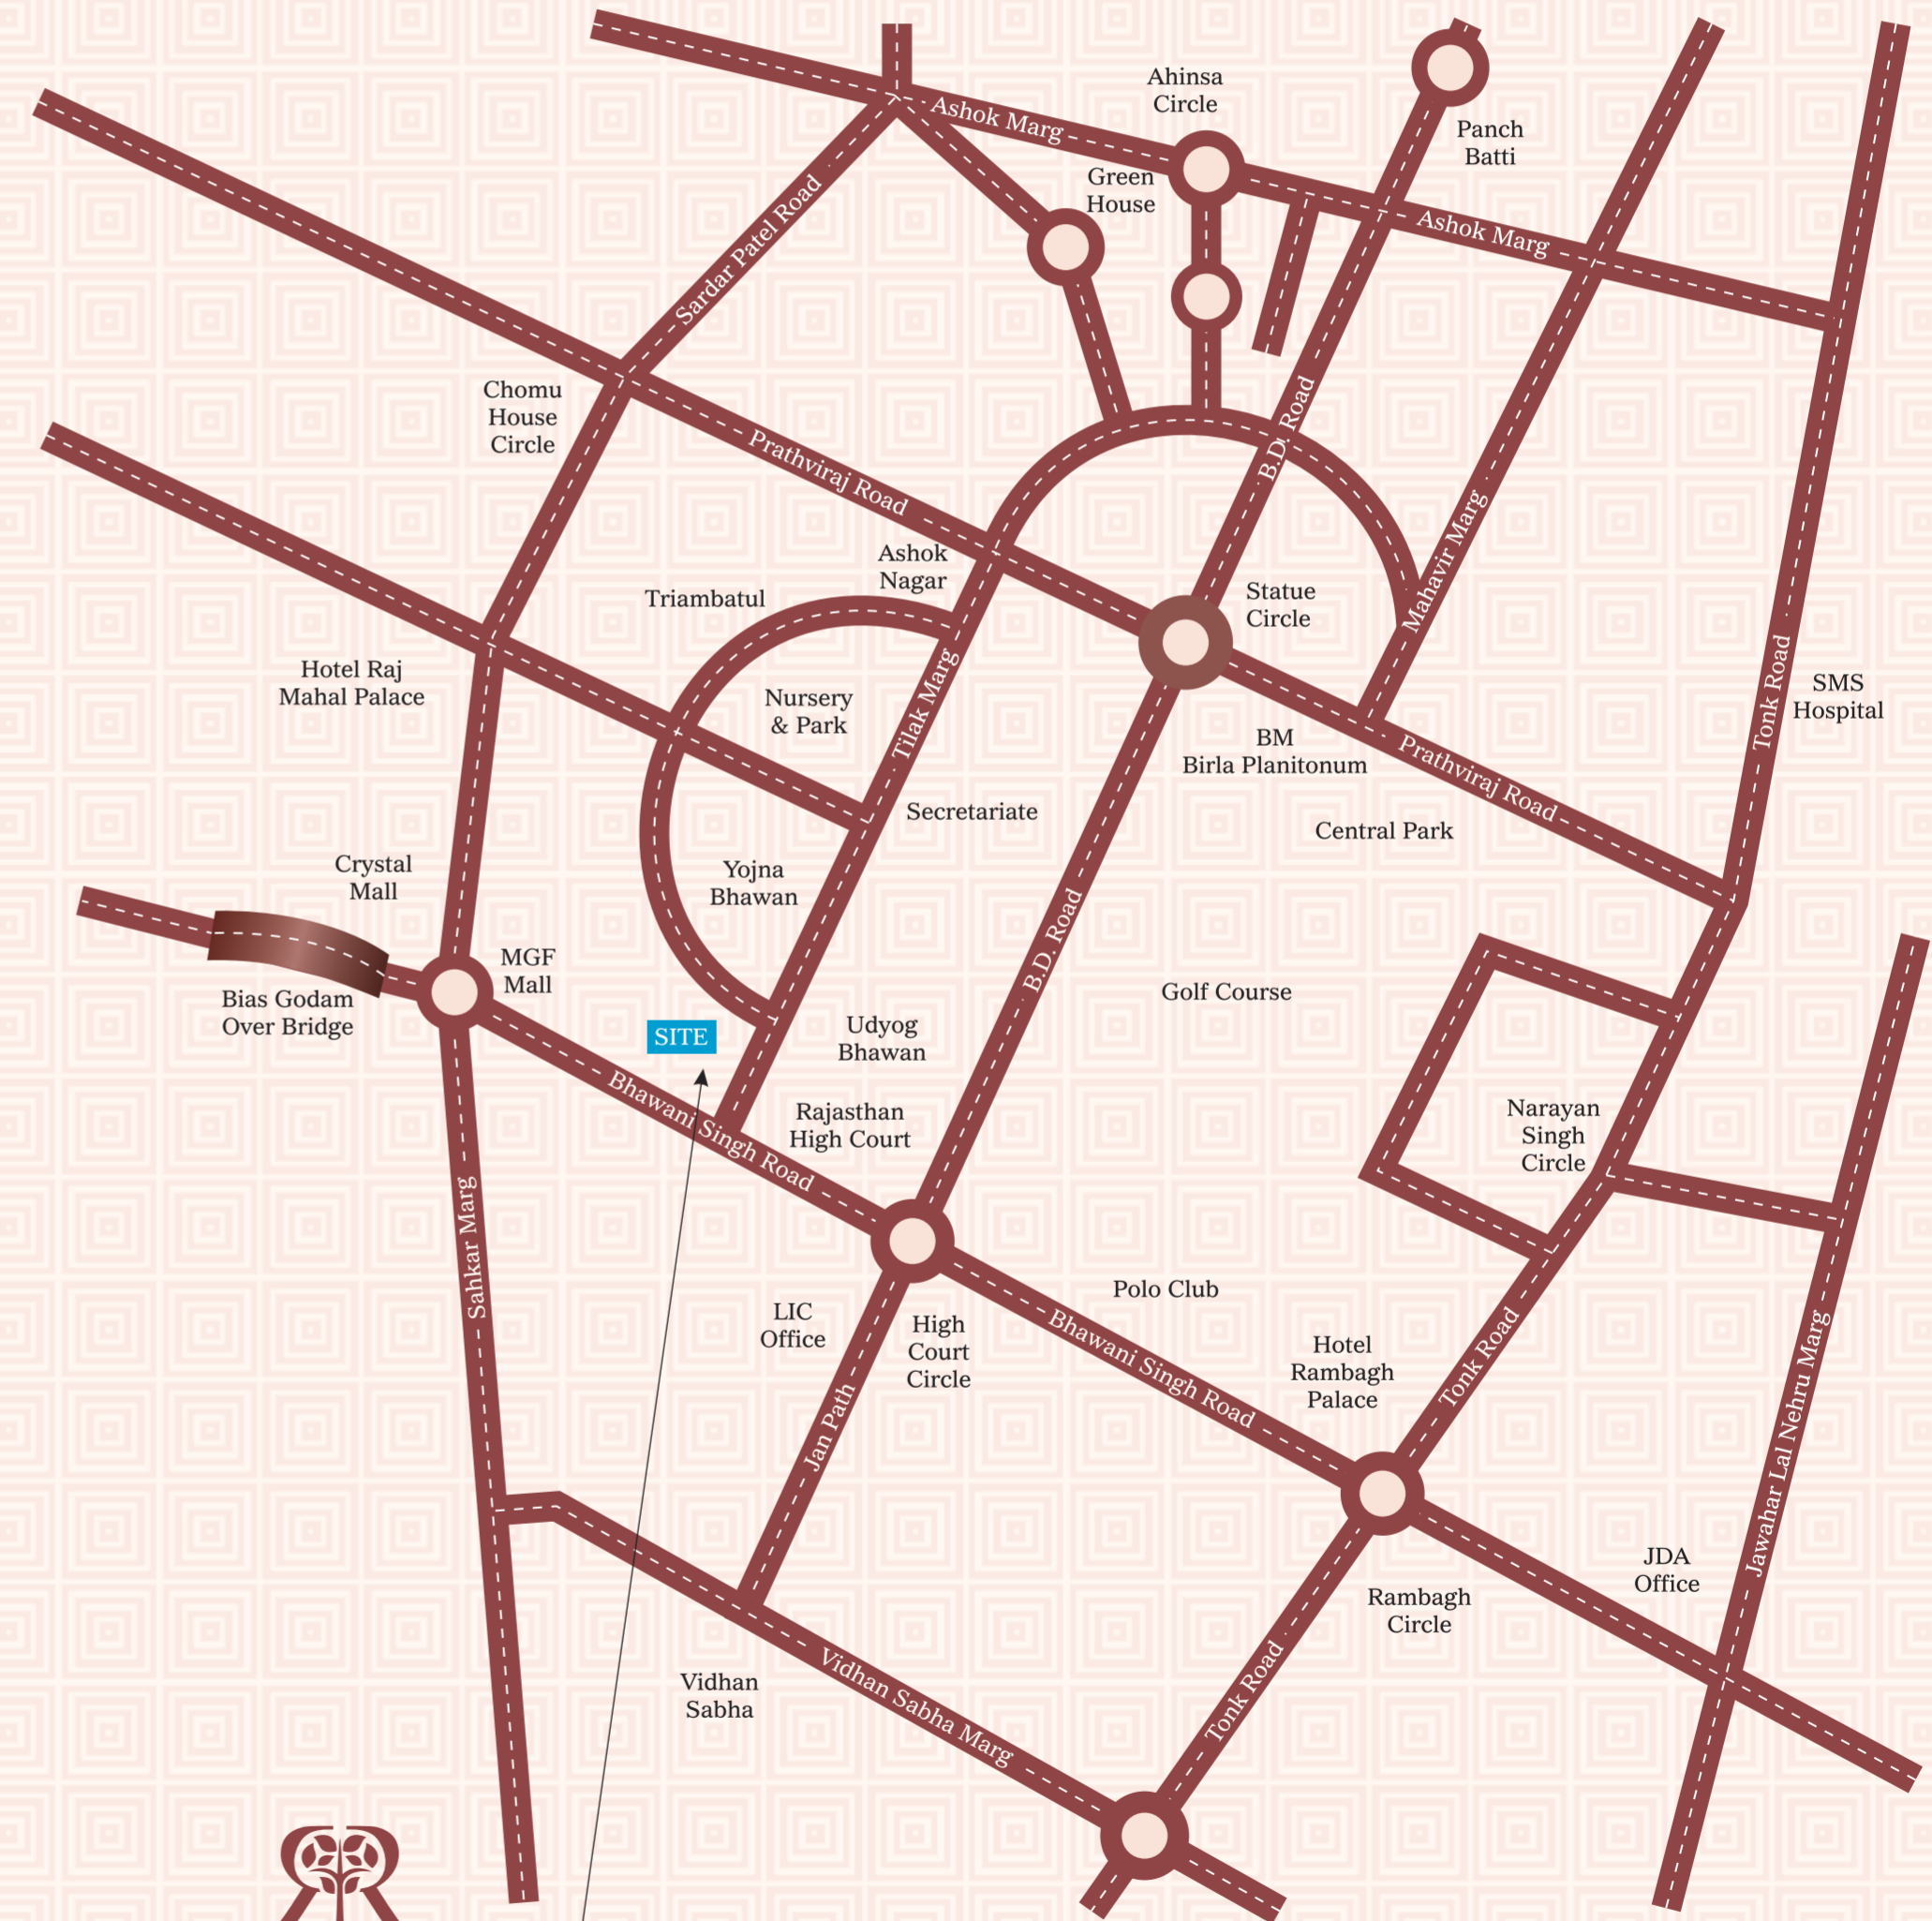 Ahinsa
Circle
Ashok Marg
Panch
Batti
Green
House
Ashok Marg
Sardar Patel Road
Chomu
House
Circle
B.D. Road
Prathviraj Road
Mahavir Marg
Ashok
Nagar
Triambatul
Statue
Circle
Tonk Road
SMS
Hospital
Hotel Raj
Mahal Palace
Nursery
& Park
Tilak Marg
BM
Birla Planitonum
Prathviraj Road
Secretariate
Central Park
Crystal
Mall
Yojna
Bhawan
B.D. Road
MGF
Mall
Bias Godam
Over Bridge
Golf Course
SITE
Udyog
Bhawan
Bhawani Singh Road
Rajasthan
High Court
Narayan
Singh
Circle
Sahkar Marg
Polo Club
LIC
Office
High
Court
Circle
Bhawani Singh Road
Hotel
Rambagh
Palace
Tonk Road
Jawahar Lal Nehru Marg
Jan Path
JDA
Office
Rambagh
Circle
Vidhan
Sabha
Vidhan Sabha Marg
Tonk Road